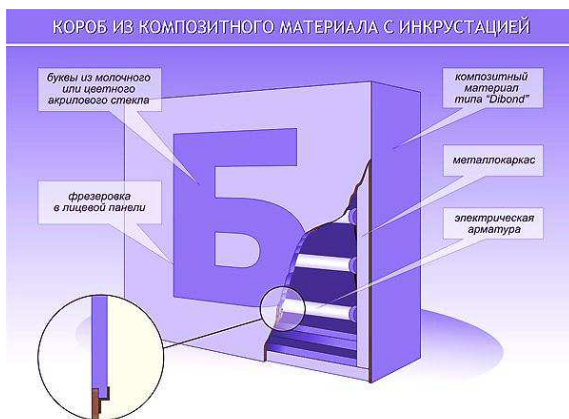 КОРОБ ИЗ КОМПОЗИТНОГО МАТЕРИАЛА С ИНКРУСТАЦИЕЙ
буквы из молочного
или цветного
акрилового стекла
фрезеровка
в лицевой панели
композитный
материал
типа "Dibond"
металлокаркас
электрическая
арматура
Б